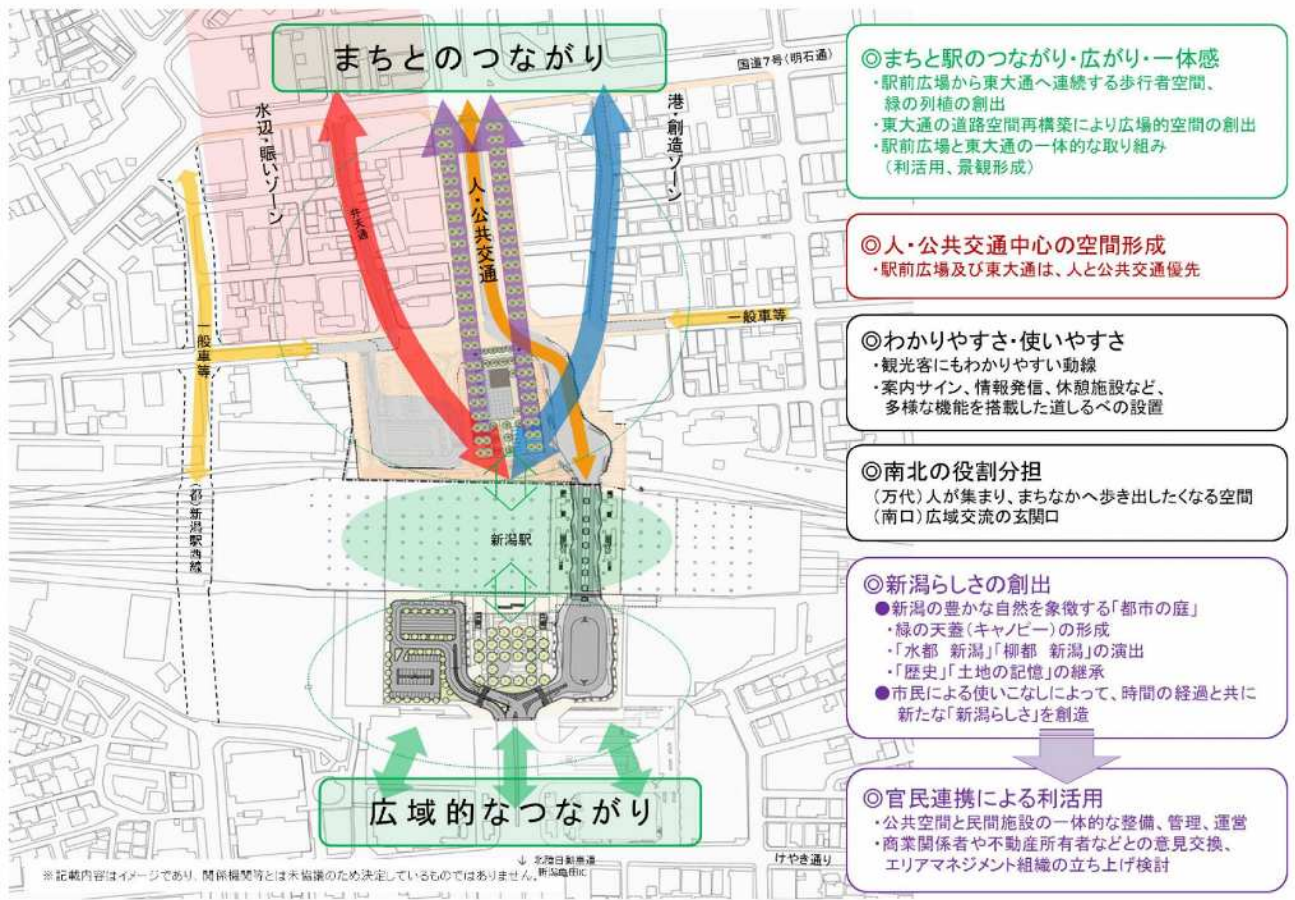 まちとのつながり
国道7号(明石通)
水辺・賑いゾーン
港・創造ゾーン
弁天通
人・公共交通
一般車等
一般車等
(都)新潟駅西線
新潟駅
広域的なつながり
けやき通り
↓ 北陸自動車道
新潟亀田IC
※記載内容はイメージであり、関係機関等とは未協議のため決定しているものではありません。
◎まちと駅のつながり・広がり・一体感
・駅前広場から東大通へ連続する歩行者空間、
緑の列植の創出
・東大通の道路空間再構築により広場的空間の創出
・駅前広場と東大通の一体的な取り組み
(利活用、景観形成)
◎人・公共交通中心の空間形成
・駅前広場及び東大通は、人と公共交通優先
◎わかりやすさ・使いやすさ
・観光客にもわかりやすい動線
・案内サイン、情報発信、休憩施設など、
多様な機能を搭載した道しるべの設置
◎南北の役割分担
(万代)人が集まり、まちなかへ歩き出したくなる空間
(南口)広域交流の玄関口
◎新潟らしさの創出
●新潟の豊かな自然を象徴する「都市の庭」
・緑の天蓋(キャノピー)の形成
・「水都 新潟」「柳都 新潟」の演出
・「歴史」「土地の記憶」の継承
●市民による使いこなしによって、時間の経過と共に
新たな「新潟らしさ」を創造
◎官民連携による利活用
・公共空間と民間施設の一体的な整備、管理、運営
・商業関係者や不動産所有者などとの意見交換、
エリアマネジメント組織の立ち上げ検討